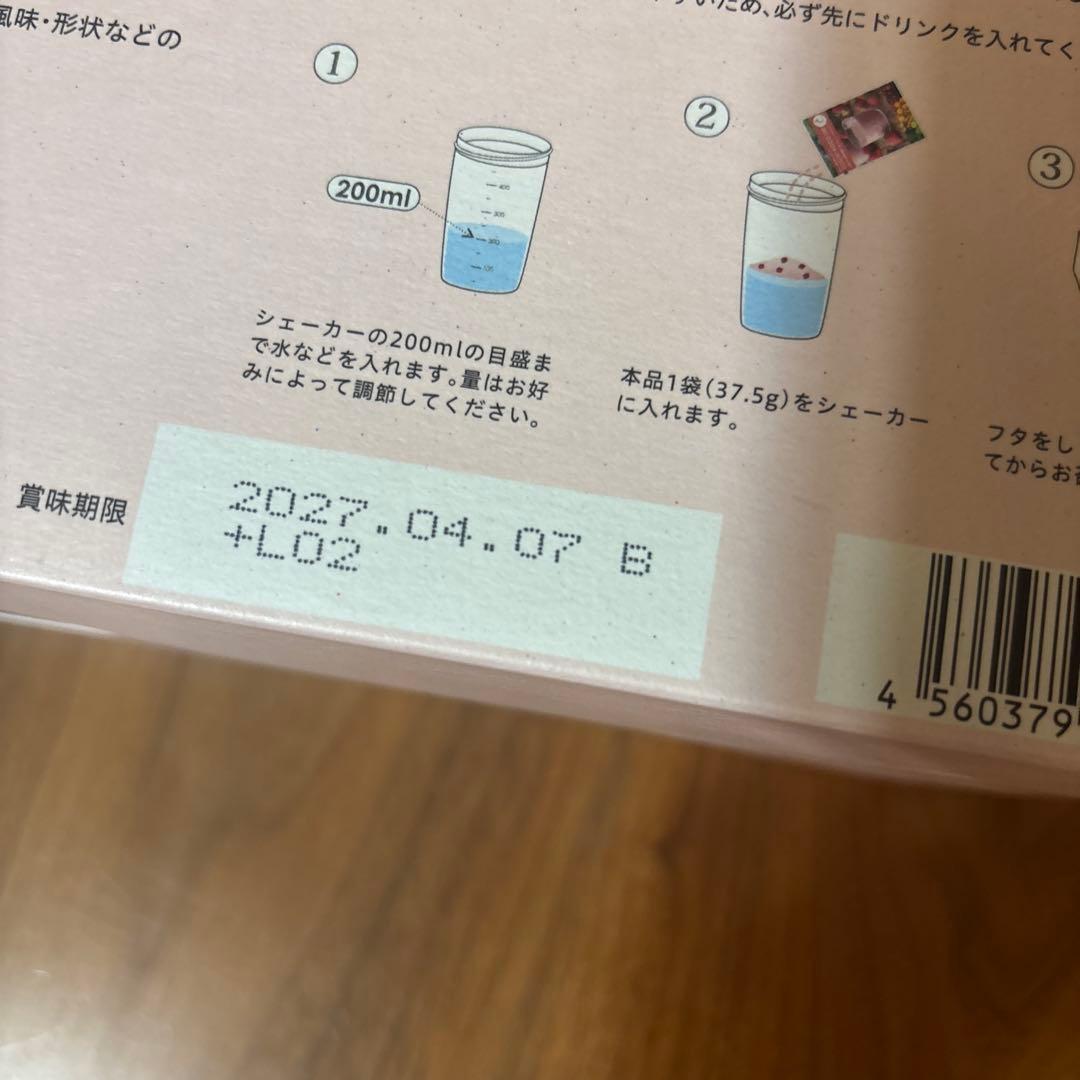 風味・形状などの
ため、必ず先にドリンクを入れてく
1
200ml
シェーカーの200mlの目盛ま
で水などを入れます。量はお好
みによって調節してください。
2
本品1袋(37.5g)をシェーカー
に入れます。
3
フタをし
てからお
賞味期限
2027.04.07 B
+L02
4 560379